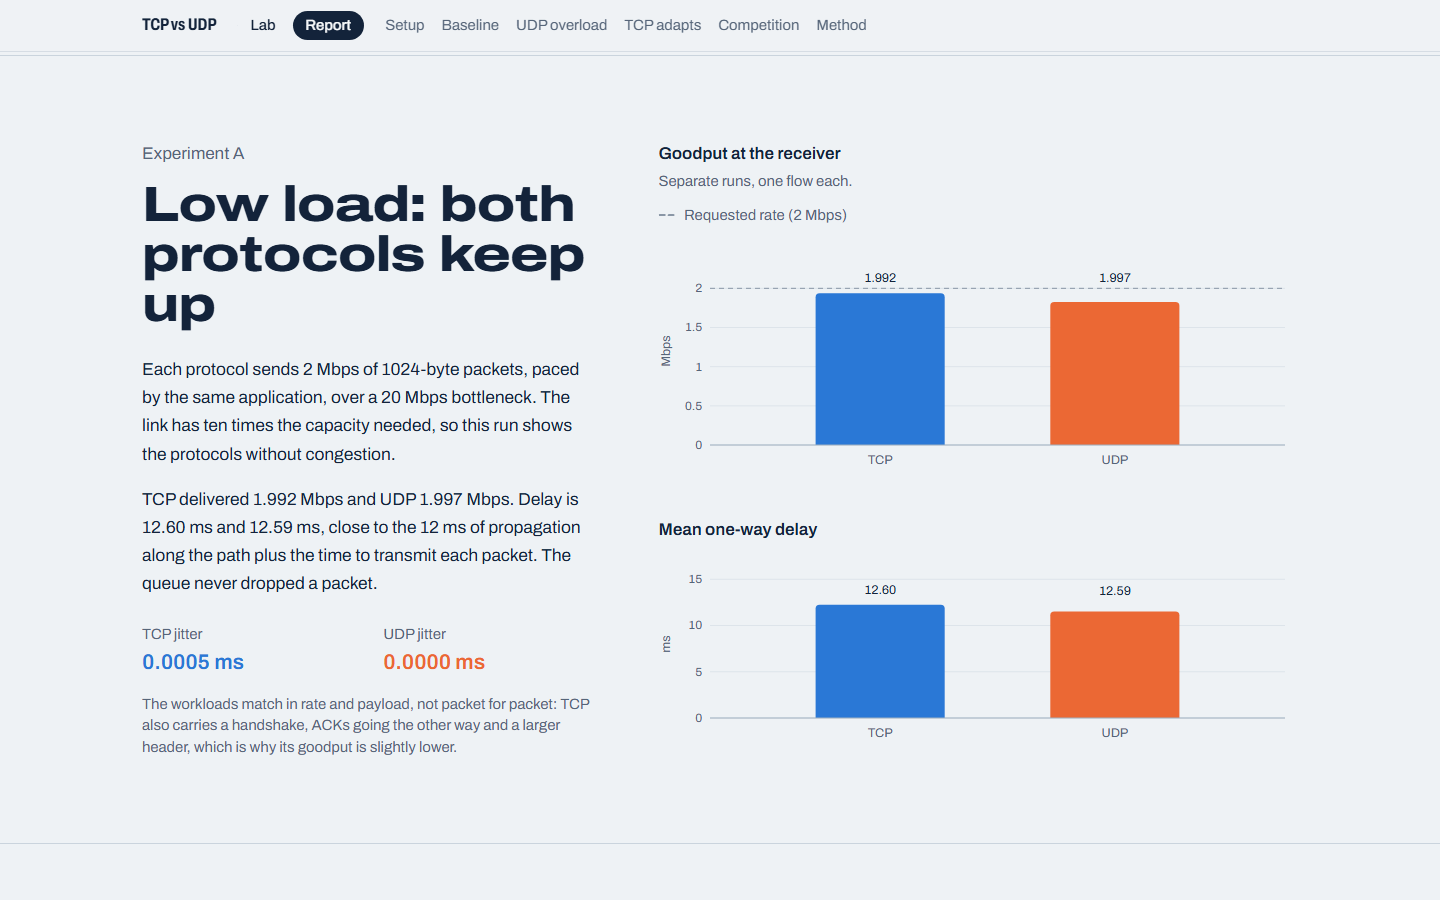 TCP vs UDP Lab Report Setup Baseline UDP overload TCP adapts Competition Method
Experiment A
Low load: both
protocols keep
up
Each protocol sends 2 Mbps of 1024-byte packets, paced
by the same application, over a 20 Mbps bottleneck. The
link has ten times the capacity needed, so this run shows
the protocols without congestion.
TCP delivered 1.992 Mbps and UDP 1.997 Mbps. Delay is
12.60 ms and 12.59 ms, close to the 12 ms of propagation
along the path plus the time to transmit each packet. The
queue never dropped a packet.
TCP jitter UDP jitter
0.0005 ms 0.0000 ms
The workloads match in rate and payload, not packet for packet: TCP
also carries a handshake, ACKs going the other way and a larger
header, which is why its goodput is slightly lower.
Goodput at the receiver
Separate runs, one flow each.
Requested rate (2 Mbps)
1.992 1.997
2
1.5
Mbps
1
0.5
0
TCP UDP
Mean one-way delay
15
12.60 12.59
10
ms
5
0
TCP UDP